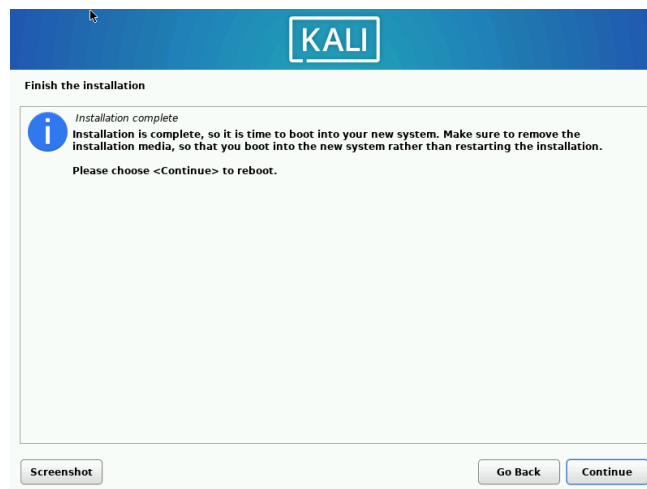 KALI
Finish the installation
Installation complete
Installation is complete, so it is time to boot into your new system. Make sure to remove the
installation media, so that you boot into the new system rather than restarting the installation.
Please choose <Continue> to reboot.
Screenshot
Go Back
Continue